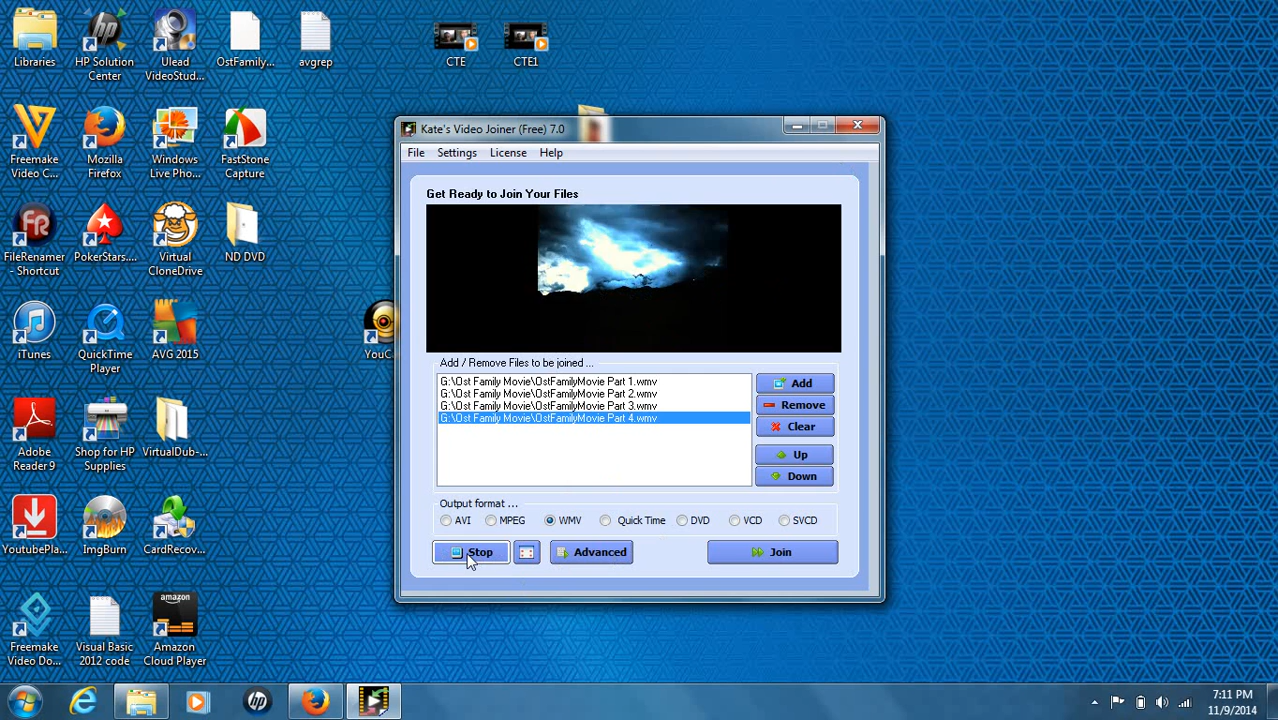 Libraries
HP Solution
Center
Ulead
VideoStud...
OstFamily...
avgrep
CTE
CTE1
Freemake
Video C...
Mozilla
Firefox
Windows
Live Pho...
FastStone
Capture
FileRenamer
- Shortcut
PokerStars....
Virtual
CloneDrive
ND DVD
iTunes
QuickTime
Player
AVG 2015
YouCa
Adobe
Reader 9
Shop for HP
Supplies
VirtualDub-...
YoutubePla...
ImgBurn
CardRecov...
Freemake
Video Do...
Visual Basic
2012 code
amazon
Amazon
Cloud Player
Kate's Video Joiner (Free) 7.0
File Settings License Help
Get Ready to Join Your Files
Add / Remove Files to be joined ...
G:\Ost Family Movie\OstFamilyMovie Part 1.wmv
G:\Ost Family Movie\OstFamilyMovie Part 2.wmv
G:\Ost Family Movie\OstFamilyMovie Part 3.wmv
G:\Ost Family Movie\OstFamilyMovie Part 4.wmv
Add
Remove
Clear
Up
Down
Output format ...
AVI MPEG WMV Quick Time DVD VCD SVCD
Stop Advanced Join
7:11 PM
11/9/2014